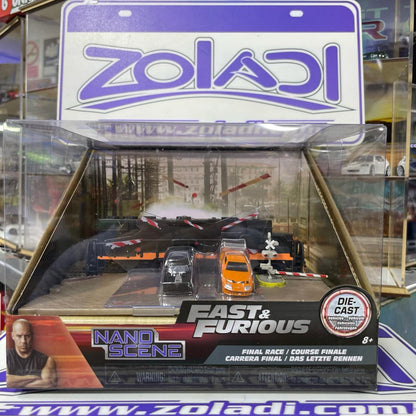 ZOLADI
www.zoladi.com
FAST &
FURIOUS
DIE-
CAST
NANO
SCENE
FINAL RACE / COURSE FINALE
CARRERA FINAL / DAS LETZTE RENNEN
8+
WARNING:
www.zoladi.com